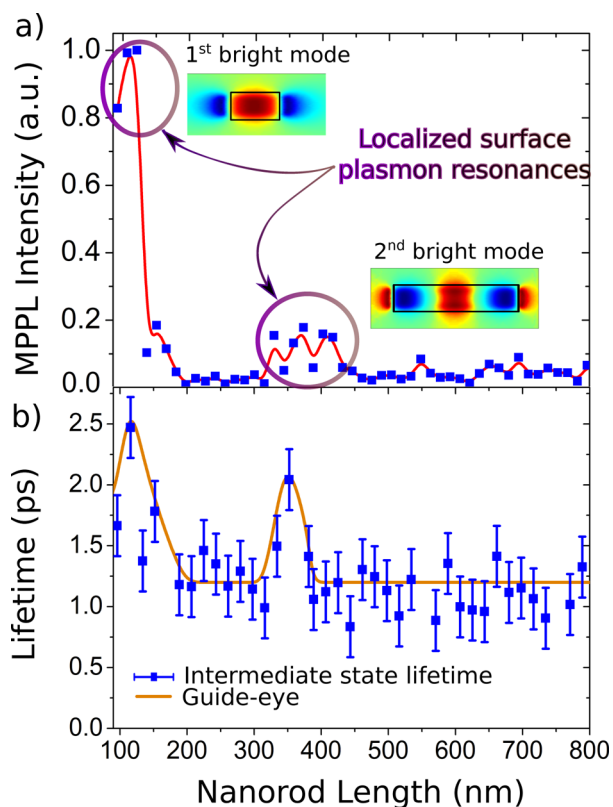 a)
MPPL Intensity (a.u.)
1.0
0.8
0.6
0.4
0.2
0.0
1st bright mode
Localized surface
plasmon resonances
2nd bright mode
b)
Lifetime (ps)
2.5
2.0
1.5
1.0
0.5
0.0
Intermediate state lifetime
Guide-eye
100 200 300 400 500 600 700 800
Nanorod Length (nm)